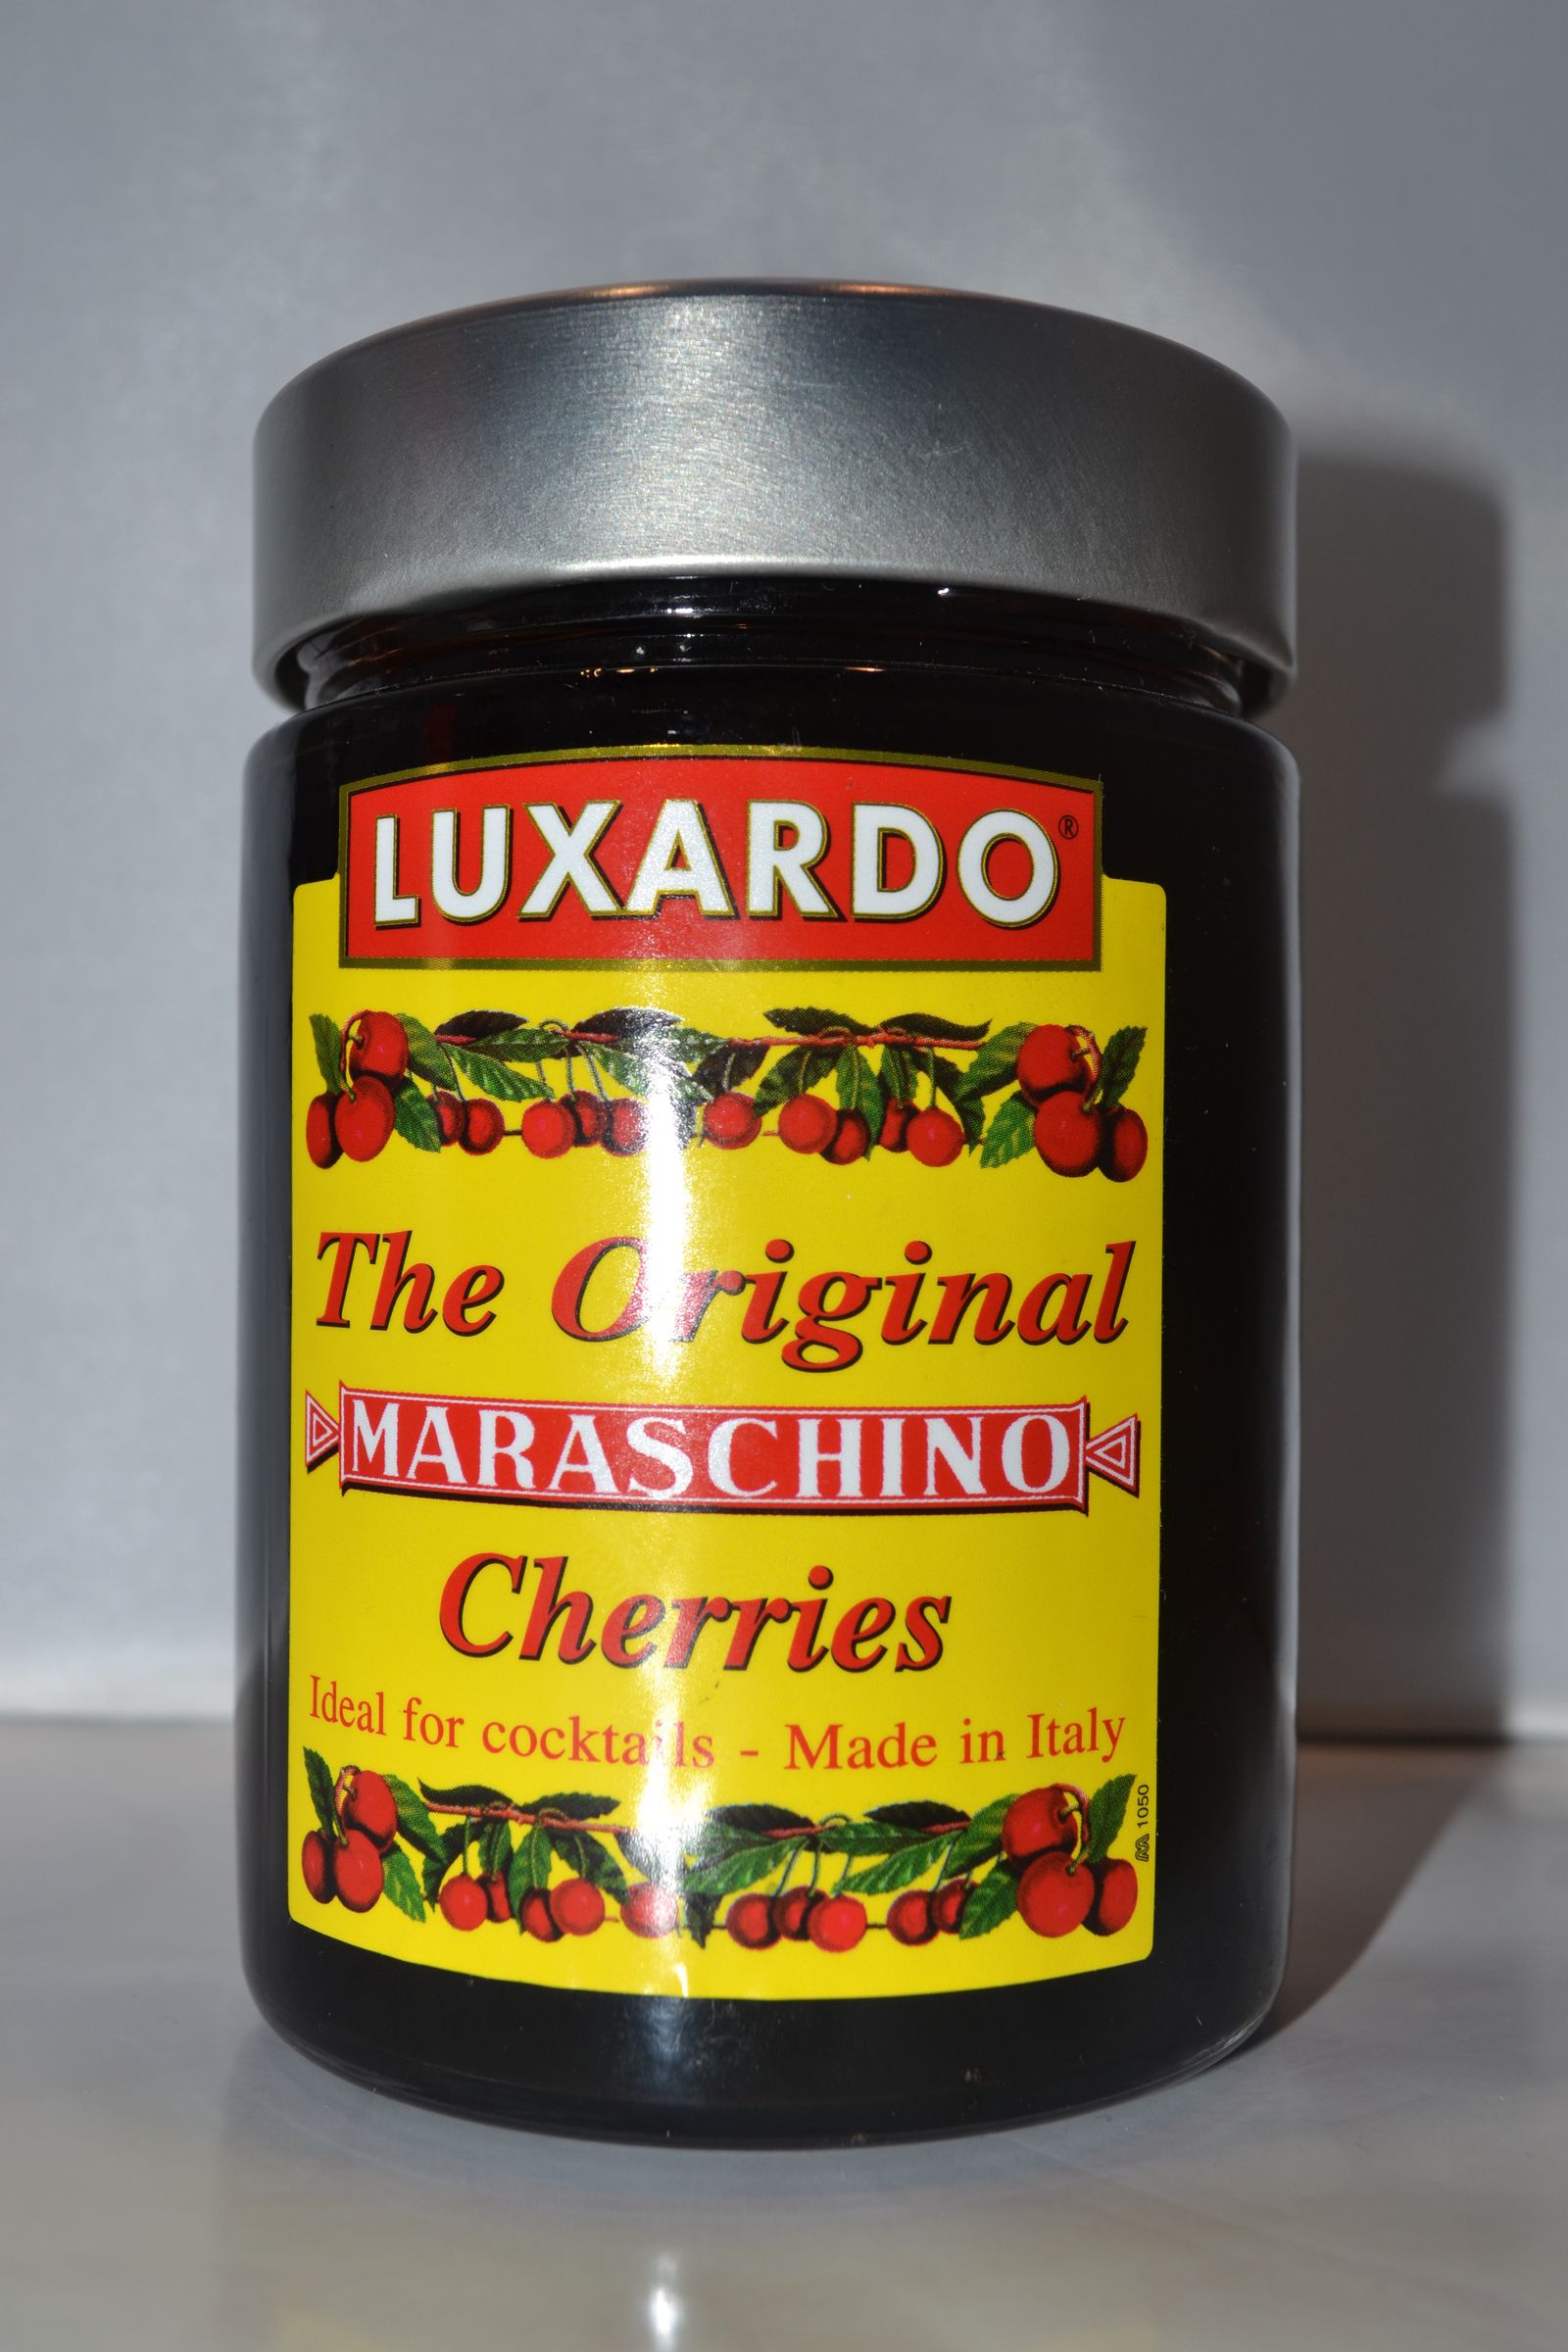 LUXARDO®
The Original
MARASCHINO
Cherries
Ideal for cocktails - Made in Italy
1050